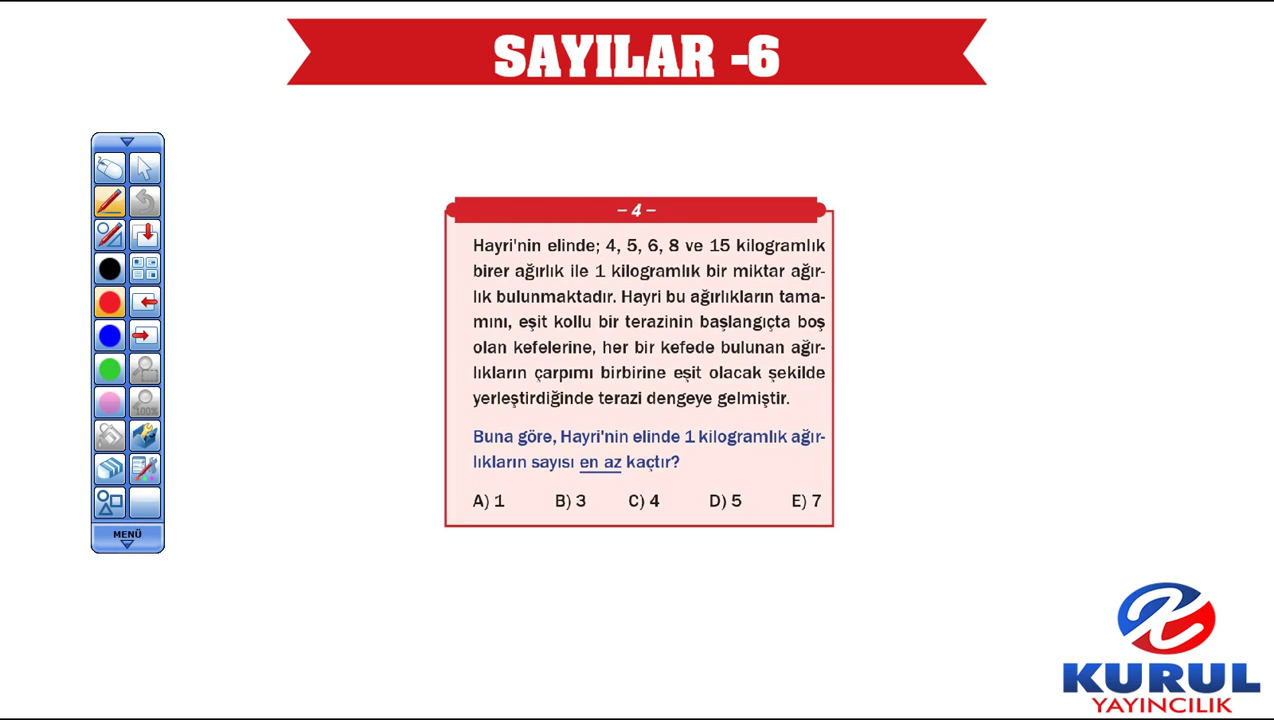 SAYILAR -6
– 4 –
Hayri'nin elinde; 4, 5, 6, 8 ve 15 kilogramlık
birer ağırlık ile 1 kilogramlık bir miktar ağır-
lık bulunmaktadır. Hayri bu ağırlıkların tama-
mını, eşit kollu bir terazinin başlangıçta boş
olan kefelerine, her bir kefede bulunan ağır-
lıkların çarpımı birbirine eşit olacak şekilde
yerleştirdiğinde terazi dengeye gelmiştir.
Buna göre, Hayri'nin elinde 1 kilogramlık ağır-
lıkların sayısı en az kaçtır?
A) 1 B) 3 C) 4 D) 5 E) 7
100%
MENÜ
KURUL
YAYINCILIK